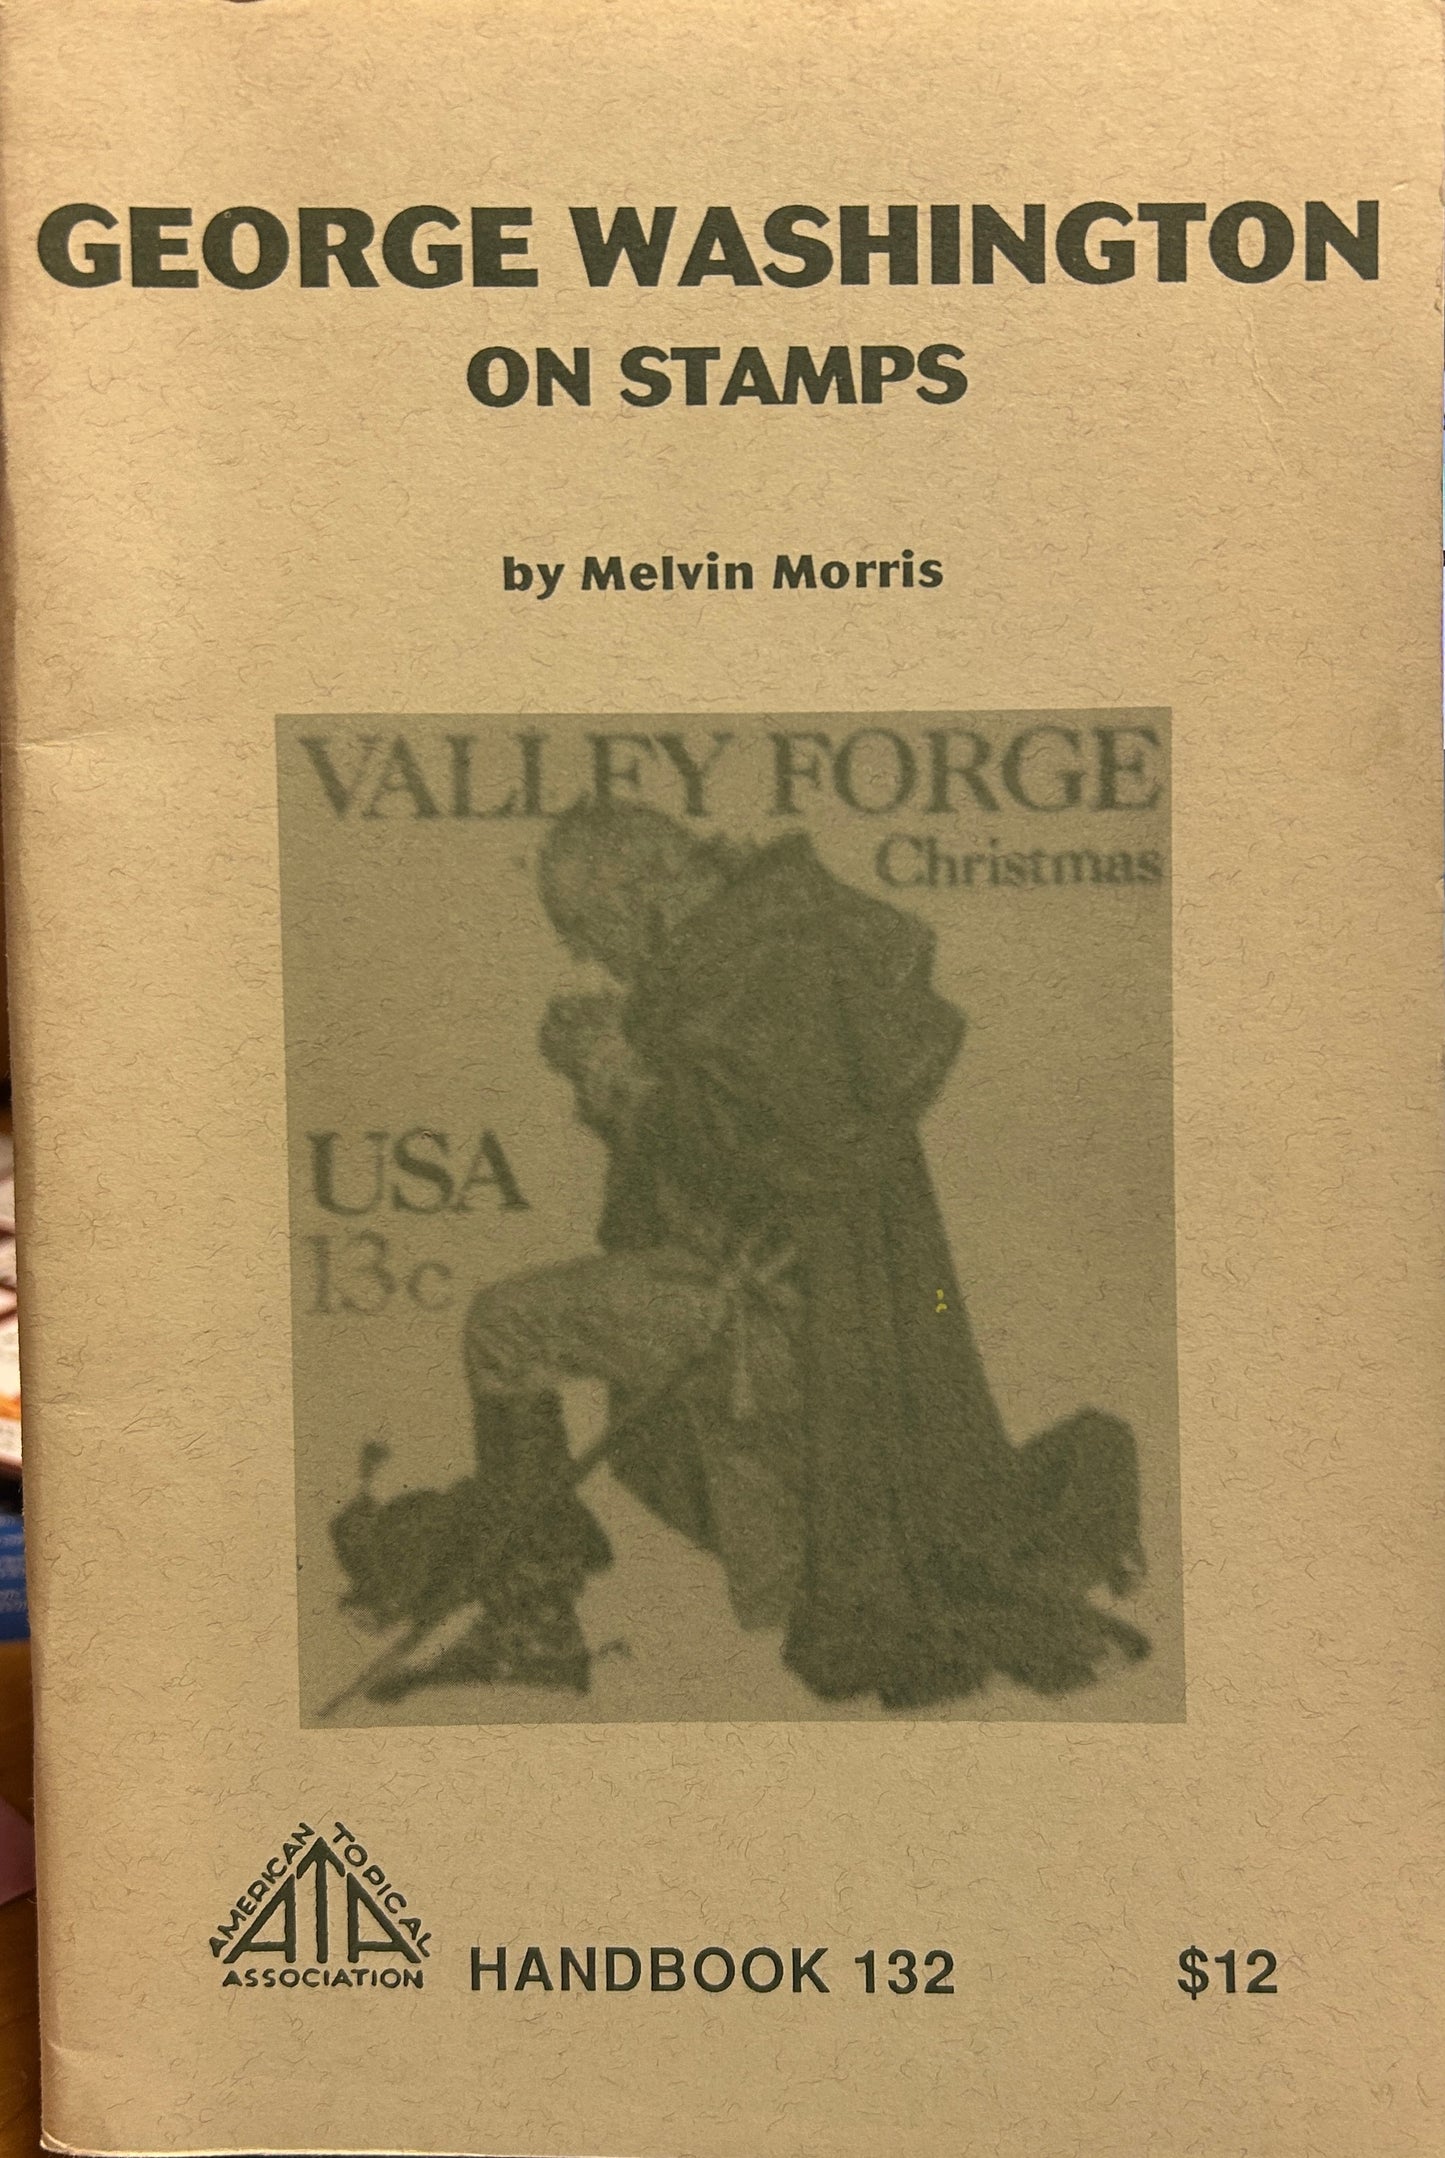 GEORGE WASHINGTON
ON STAMPS
by Melvin Morris
VALLEY FORGE
Christmas
USA
13c
AMERICAN TOPICAL
ATA
ASSOCIATION
HANDBOOK 132 $12